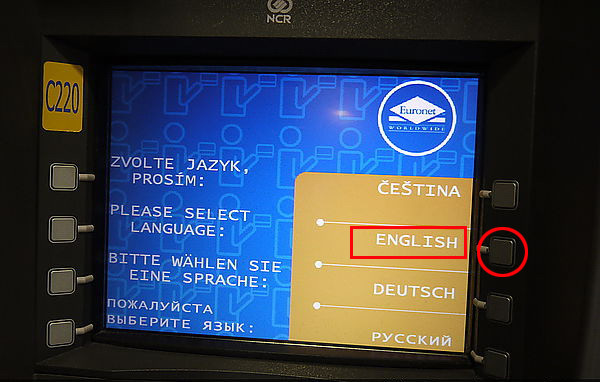 NCR
C220
Euronet
WORLDWIDE
ZVOLTE JAZYK,
PROSÍM:
ČEŠTINA
PLEASE SELECT
LANGUAGE:
ENGLISH
BITTE WÄHLEN SIE
EINE SPRACHE:
DEUTSCH
ПОЖАЛУЙСТА
ВЫБЕРИТЕ ЯЗЫК:
РУССКИЙ